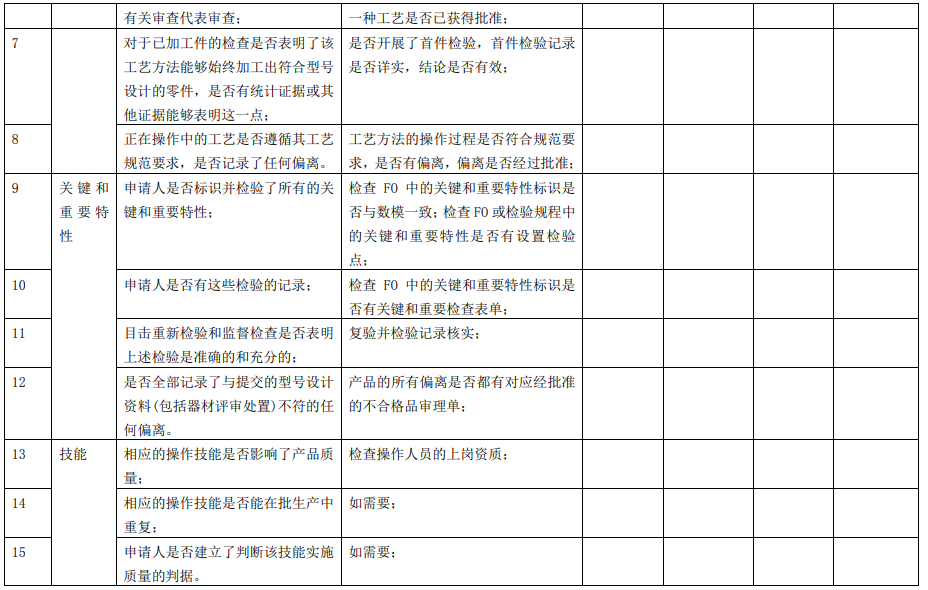 有关审查代表审查；
一种工艺是否已获得批准；
7
对于已加工件的检查是否表明了该
工艺方法能够始终加工出符合型号
设计的零件，是否有统计证据或其
他证据能够表明这一点；
是否开展了首件检验，首件检验记录
是否详实，结论是否有效；
8
正在操作中的工艺是否遵循其工艺
规范要求，是否记录了任何偏离。
工艺方法的操作过程是否符合规范要
求，是否有偏离，偏离是否经过批准；
9
关键和
重要特
性
申请人是否标识并检验了所有的关
键和重要特性；
检查 FO 中的关键和重要特性标识是
否与数模一致；检查FO或检验规程中
的关键和重要特性是否有设置检验
点；
10
申请人是否有这些检验的记录；
检查 FO 中的关键和重要特性标识是
否有关键和重要检查表单；
11
目击重新检验和监督检查是否表明
上述检验是准确的和充分的；
复验并检验记录核实；
12
是否全部记录了与提交的型号设计
资料(包括器材评审处置)不符的任
何偏离。
产品的所有偏离是否都有对应经批准
的不合格品审理单；
13
技能
相应的操作技能是否影响了产品质
量；
检查操作人员的上岗资质；
14
相应的操作技能是否能在批生产中
重复；
如需要；
15
申请人是否建立了判断该技能实施
质量的判据。
如需要；